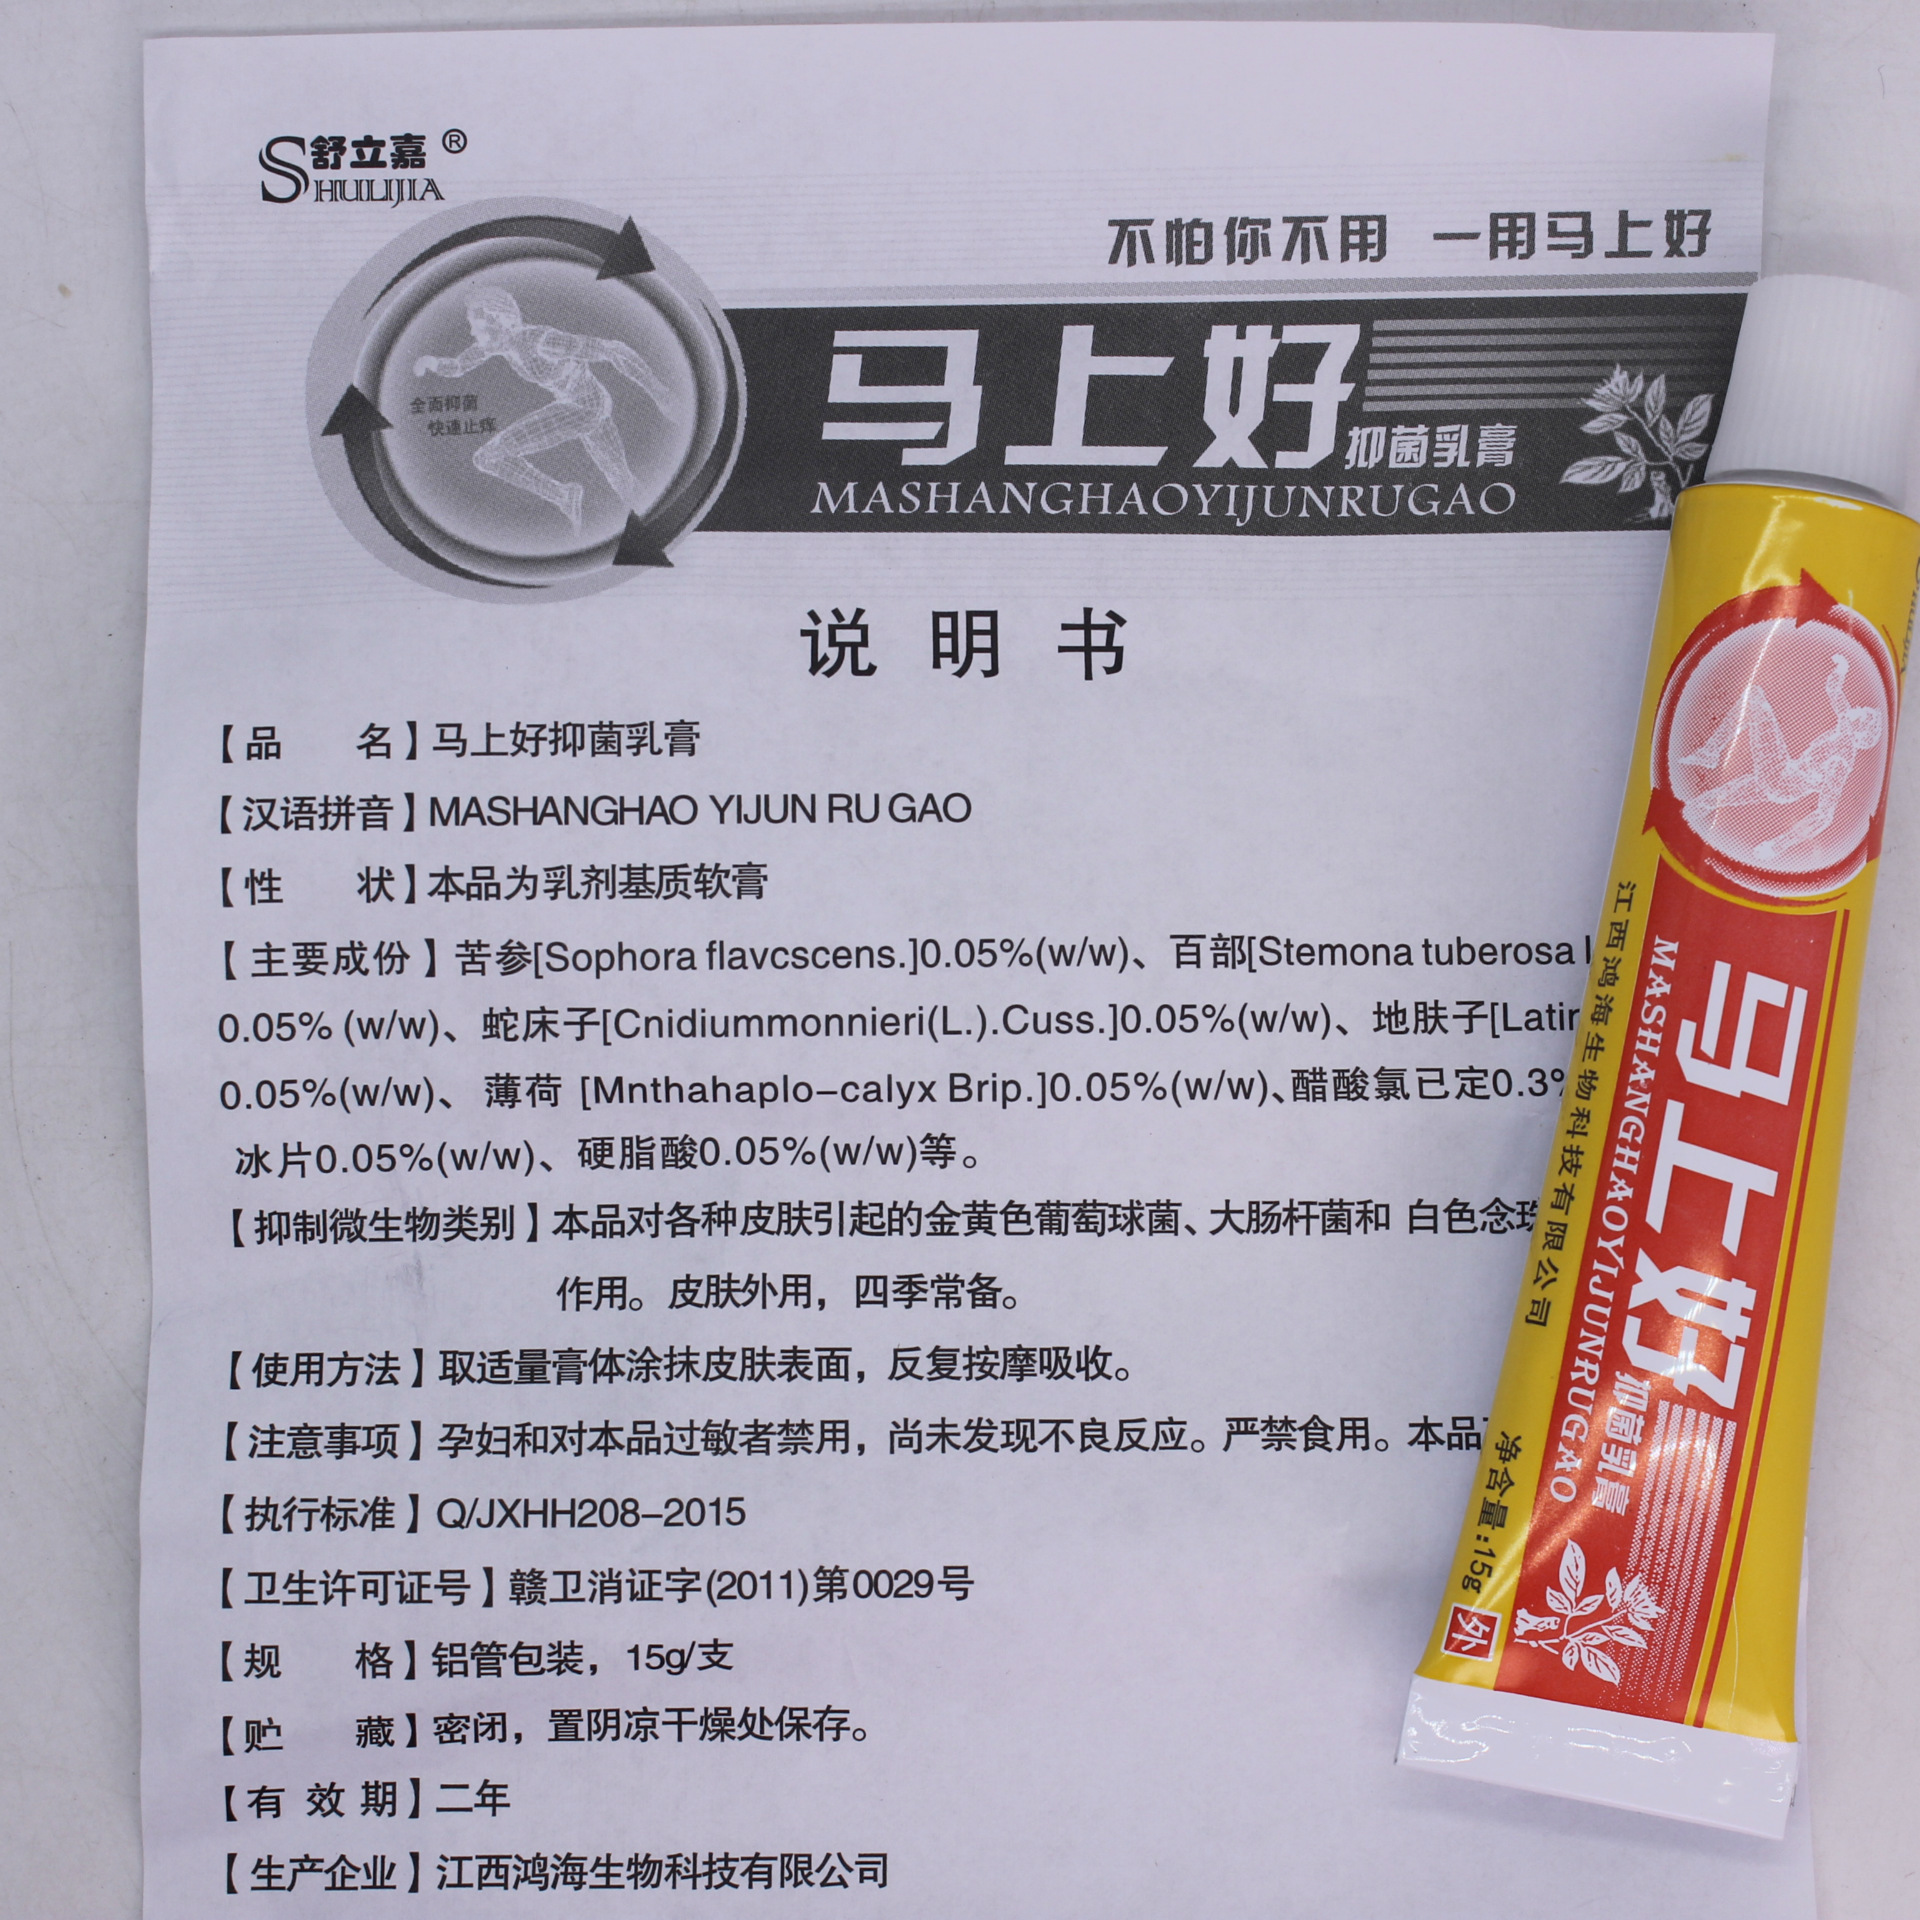 舒立嘉®
SHULIJIA
不怕你不用 一用马上好
全面抑菌
快速止痒
马上好抑菌乳膏
MASHANGHAOYIJUNRUGAO
说明书
【品 名】马上好抑菌乳膏
【汉语拼音】MASHANGHAO YIJUN RU GAO
【性 状】本品为乳剂基质软膏
【主要成份】苦参[Sophora flavcscens.]0.05%(w/w)、百部[Stemona tuberosa
0.05% (w/w)、蛇床子[Cnidiummonnieri(L.).Cuss.]0.05%(w/w)、地肤子[Latin
0.05%(w/w)、薄荷 [Mnthahaplo-calyx Brip.]0.05%(w/w)、醋酸氯已定0.3%
冰片0.05%(w/w)、硬脂酸0.05%(w/w)等。
【抑制微生物类别】本品对各种皮肤引起的金黄色葡萄球菌、大肠杆菌和 白色念珠
作用。皮肤外用，四季常备。
【使用方法】取适量膏体涂抹皮肤表面，反复按摩吸收。
【注意事项】孕妇和对本品过敏者禁用，尚未发现不良反应。严禁食用。本品
【执行标准】Q/JXHH208-2015
【卫生许可证号】赣卫消证字(2011)第0029号
【规 格】铝管包装，15g/支
【贮 藏】密闭，置阴凉干燥处保存。
【有 效 期】二年
【生产企业】江西鸿海生物科技有限公司
马上好抑菌乳膏
MASHANGHAOYIJUNRUGAO
江西鸿海生物科技有限公司
净含量:15g
外